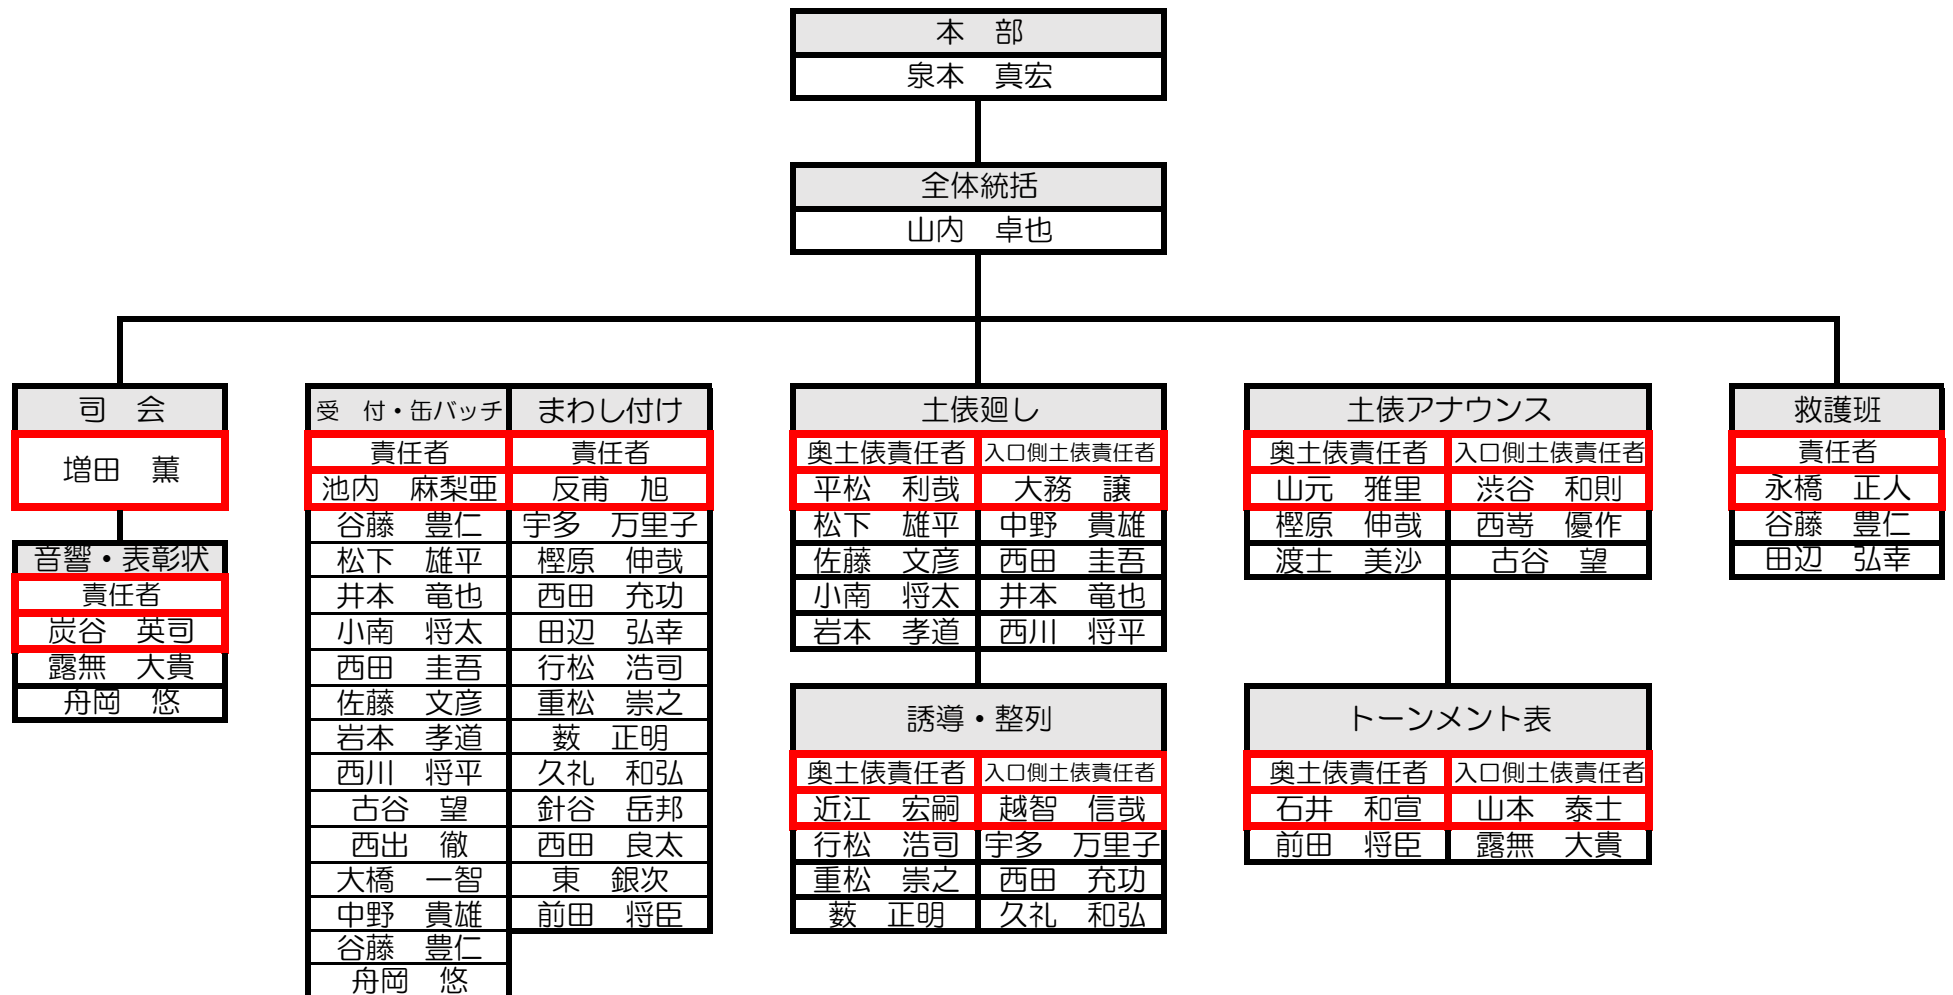 本　部
泉本　真宏
全体統括
山内　卓也
司　会
増田　薫
音響・表彰状
責任者
炭谷　英司
露無　大貴
舟岡　悠
受　付・缶バッチ　まわし付け
責任者　責任者
池内　麻梨亜　反甫　旭
谷藤　豊仁　宇多　万里子
松下　雄平　樫原　伸哉
井本　竜也　西田　充功
小南　将太　田辺　弘幸
西田　圭吾　行松　浩司
佐藤　文彦　重松　崇之
岩本　孝道　薮　正明
西川　将平　久礼　和弘
古谷　望　針谷　岳邦
西出　徹　西田　良太
大橋　一智　東　銀次
中野　貴雄　前田　将臣
谷藤　豊仁
舟岡　悠
土俵廻し
奥土俵責任者　入口側土俵責任者
平松　利哉　大務　譲
松下　雄平　中野　貴雄
佐藤　文彦　西田　圭吾
小南　将太　井本　竜也
岩本　孝道　西川　将平
誘導・整列
奥土俵責任者　入口側土俵責任者
近江　宏嗣　越智　信哉
行松　浩司　宇多　万里子
重松　崇之　西田　充功
薮　正明　久礼　和弘
土俵アナウンス
奥土俵責任者　入口側土俵責任者
山元　雅里　渋谷　和則
樫原　伸哉　西嵜　優作
渡士　美沙　古谷　望
トーンメント表
奥土俵責任者　入口側土俵責任者
石井　和宣　山本　泰士
前田　将臣　露無　大貴
救護班
責任者
永橋　正人
谷藤　豊仁
田辺　弘幸